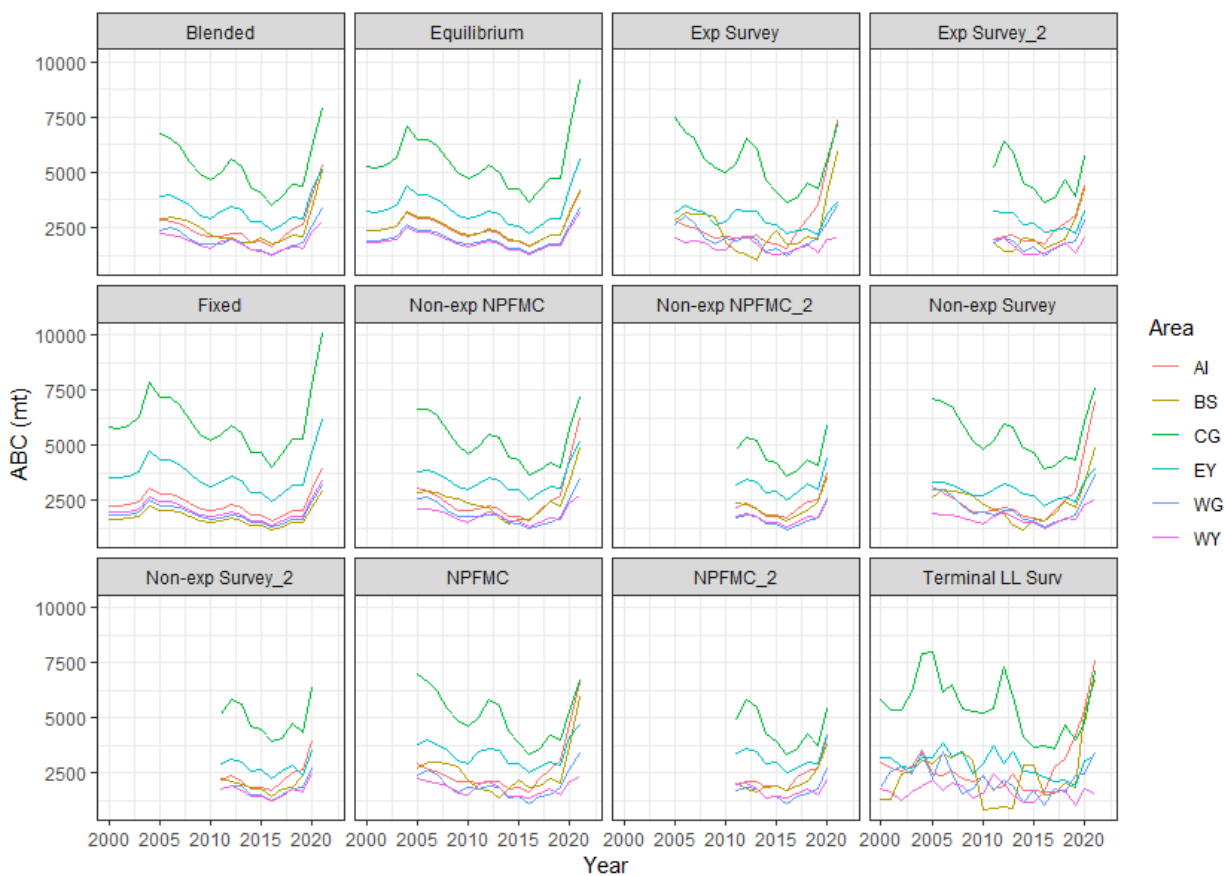 Blended Equilibrium Exp Survey Exp Survey_2
10000
7500
5000
2500
Fixed Non-exp NPFMC Non-exp NPFMC_2 Non-exp Survey
10000
7500
5000
2500
Non-exp Survey_2 NPFMC NPFMC_2 Terminal LL Surv
10000
7500
5000
2500
2000 2005 2010 2015 2020 2000 2005 2010 2015 2020 2000 2005 2010 2015 2020 2000 2005 2010 2015 2020
Year
ABC (mt)
Area
AI
BS
CG
EY
WG
WY